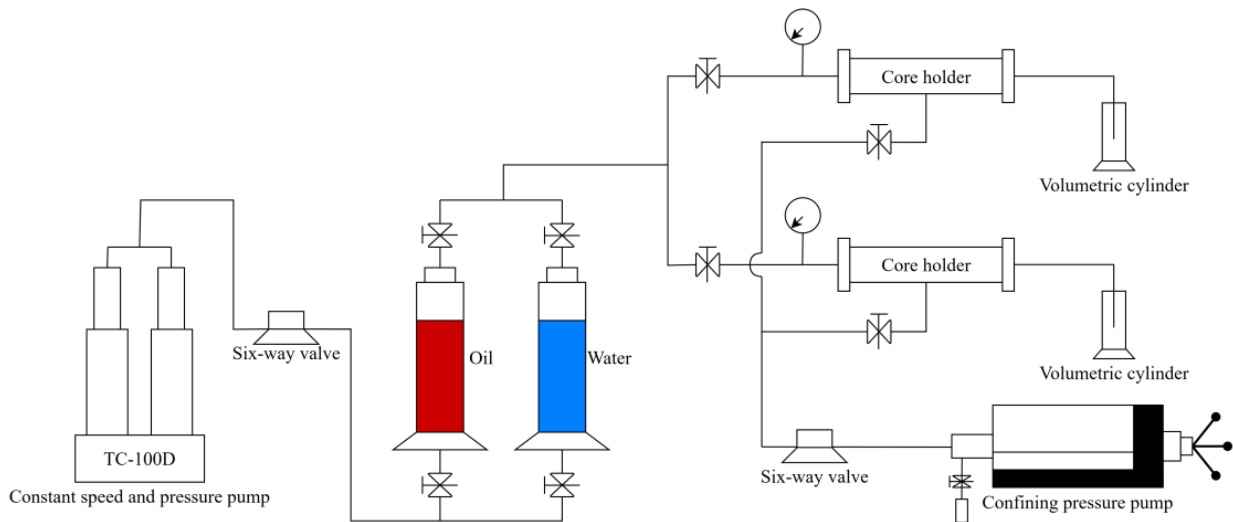 Core holder
Volumetric cylinder
Core holder
Six-way valve
Oil
Water
Volumetric cylinder
TC-100D
Constant speed and pressure pump
Six-way valve
Confining pressure pump